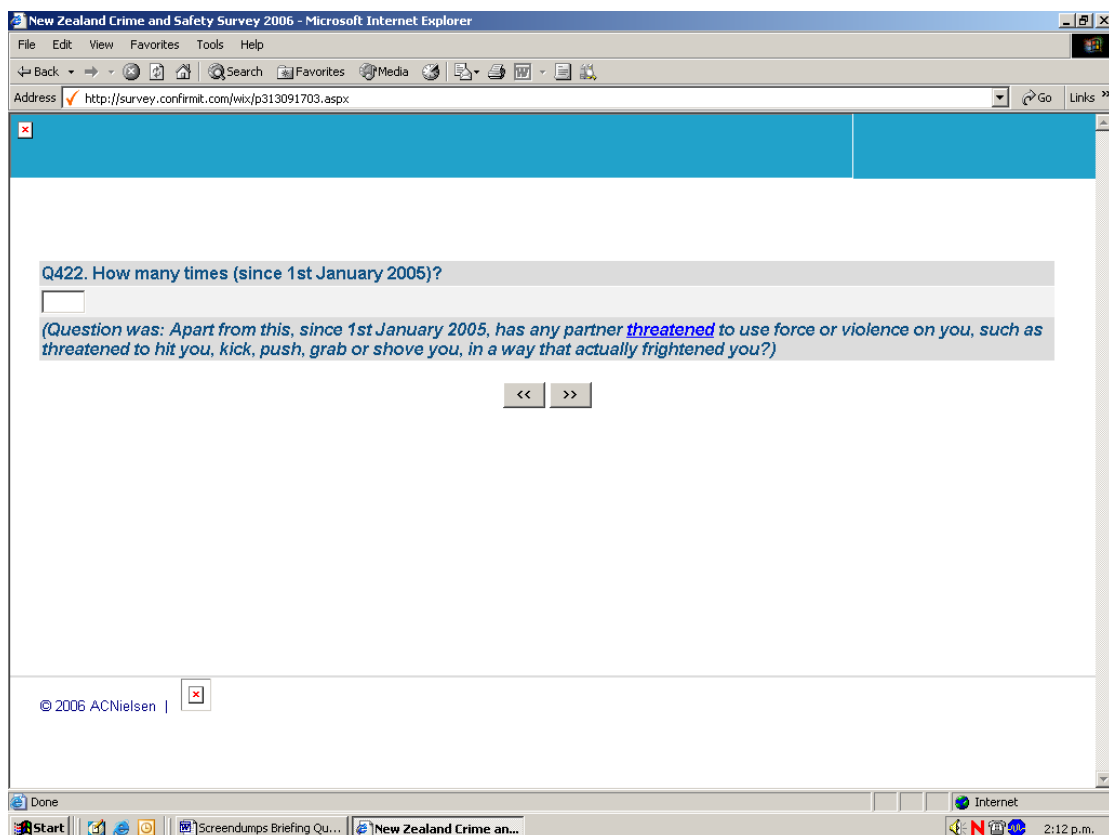 New Zealand Crime and Safety Survey 2006 - Microsoft Internet Explorer
File Edit View Favorites Tools Help
Back Search Favorites Media
Address http://survey.confirmit.com/wix/p313091703.aspx Go Links »
Q422. How many times (since 1st January 2005)?
(Question was: Apart from this, since 1st January 2005, has any partner threatened to use force or violence on you, such as
threatened to hit you, kick, push, grab or shove you, in a way that actually frightened you?)
<< >>
© 2006 ACNielsen |
Done Internet
Start Screendumps Briefing Qu... New Zealand Crime an... 2:12 p.m.